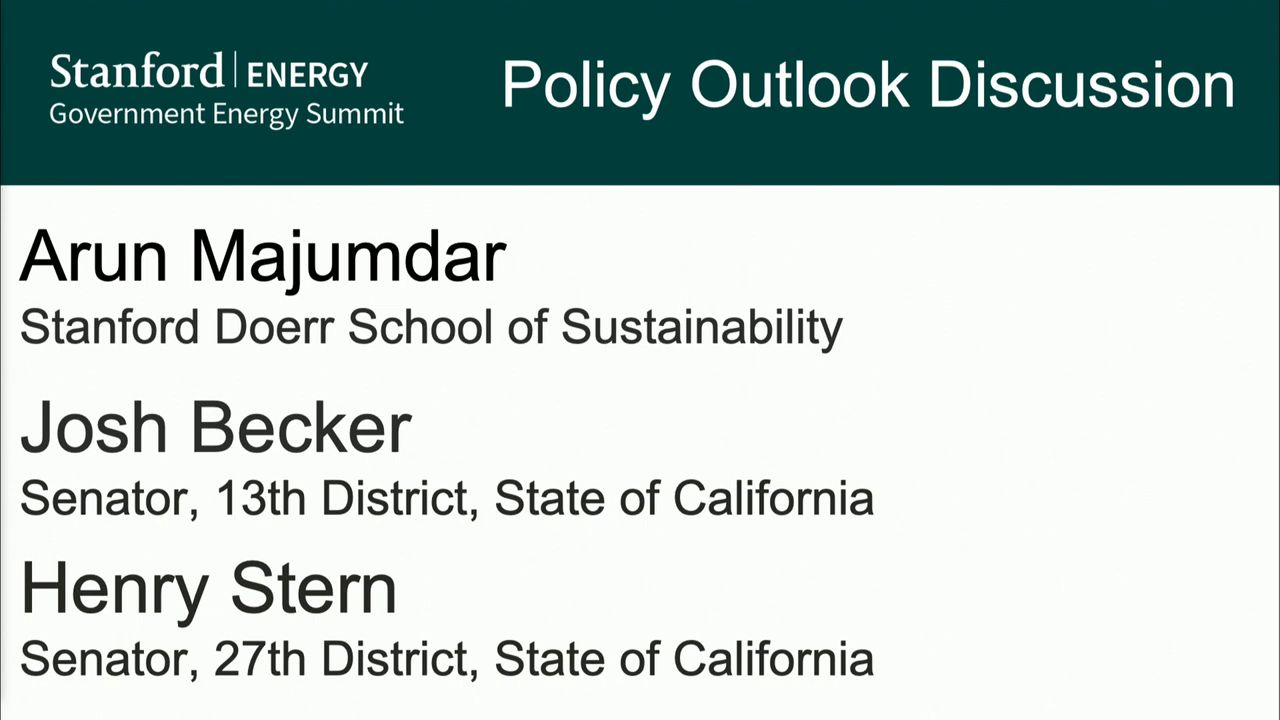 Stanford | ENERGY
Government Energy Summit
Policy Outlook Discussion
Arun Majumdar
Stanford Doerr School of Sustainability
Josh Becker
Senator, 13th District, State of California
Henry Stern
Senator, 27th District, State of California